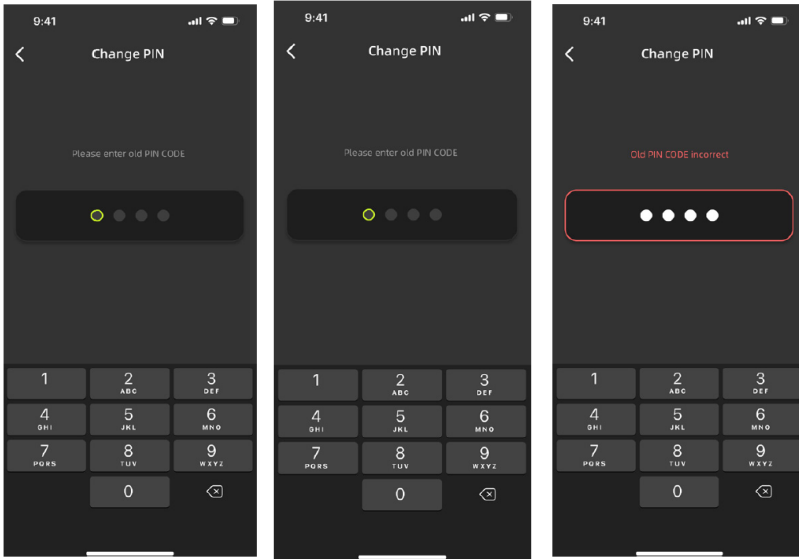 9:41
Change PIN
Please enter old PIN CODE
1
2
ABC
3
DEF
4
GHI
5
JKL
6
MNO
7
PQRS
8
TUV
9
WXYZ
0
9:41
Change PIN
Please enter old PIN CODE
1
2
ABC
3
DEF
4
GHI
5
JKL
6
MNO
7
PQRS
8
TUV
9
WXYZ
0
9:41
Change PIN
Old PIN CODE incorrect
1
2
ABC
3
DEF
4
GHI
5
JKL
6
MNO
7
PQRS
8
TUV
9
WXYZ
0